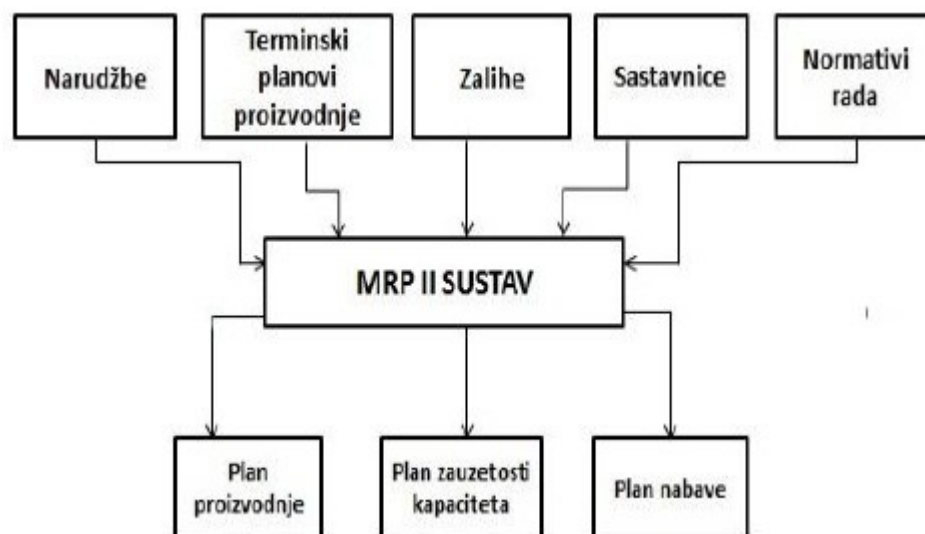 Narudžbe
Terminski
planovi
proizvodnje
Zalihe
Sastavnice
Normativi
rada
MRP II SUSTAV
Plan
proizvodnje
Plan zauzetosti
kapaciteta
Plan nabave